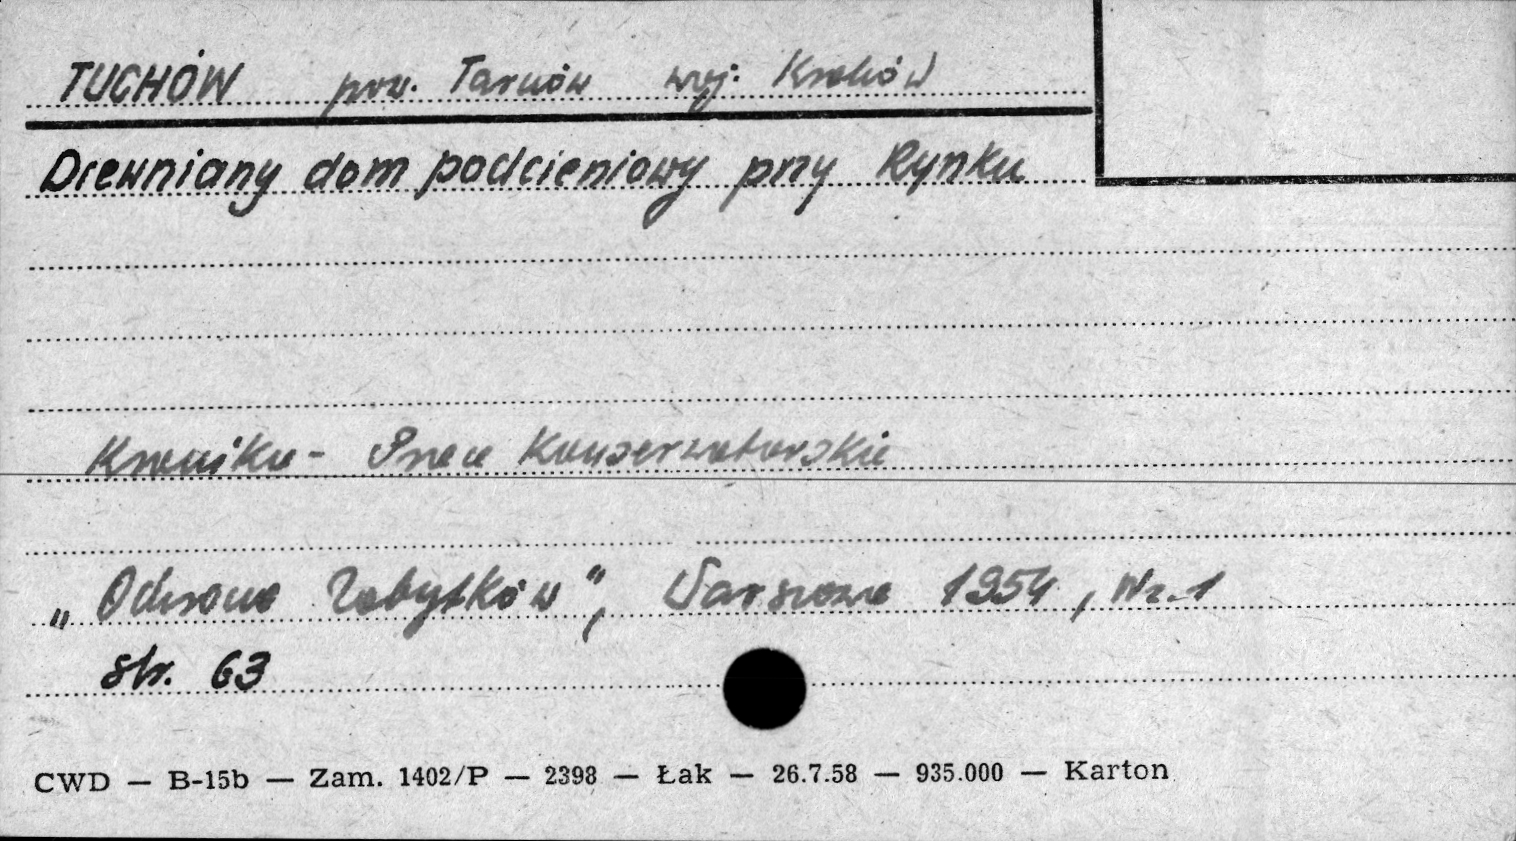 TUCHÓW pow. Tarnów woj. Kraków
Drewniany dom podcieniowy przy Rynku
Kronika - Prace Konserwatorskie
„Ochrona Zabytków”, Warszawa 1954, Nr. 1
str. 63
CWD — B-15b — Zam. 1402/P — 2398 — Łak — 26.7.58 — 935.000 — Karton